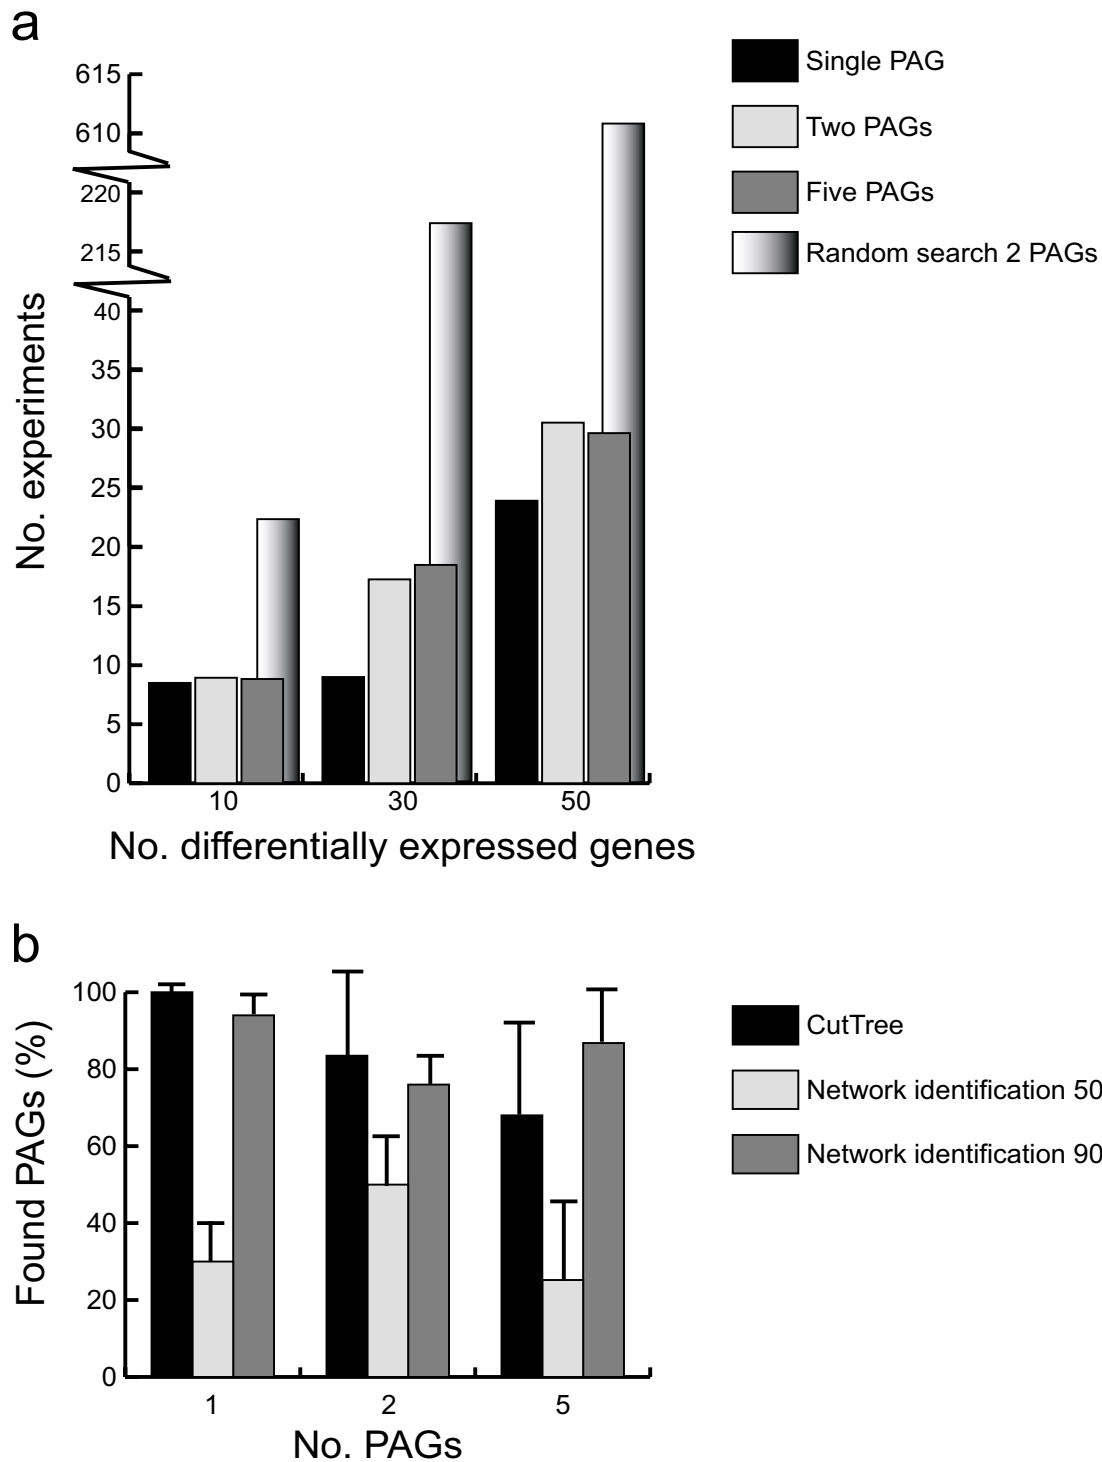 a
615
610
220
215
40
35
30
25
20
15
10
5
0
No. experiments
10 30 50
No. differentially expressed genes
Single PAG
Two PAGs
Five PAGs
Random search 2 PAGs
b
100
80
60
40
20
0
Found PAGs (%)
1 2 5
No. PAGs
CutTree
Network identification 50
Network identification 90